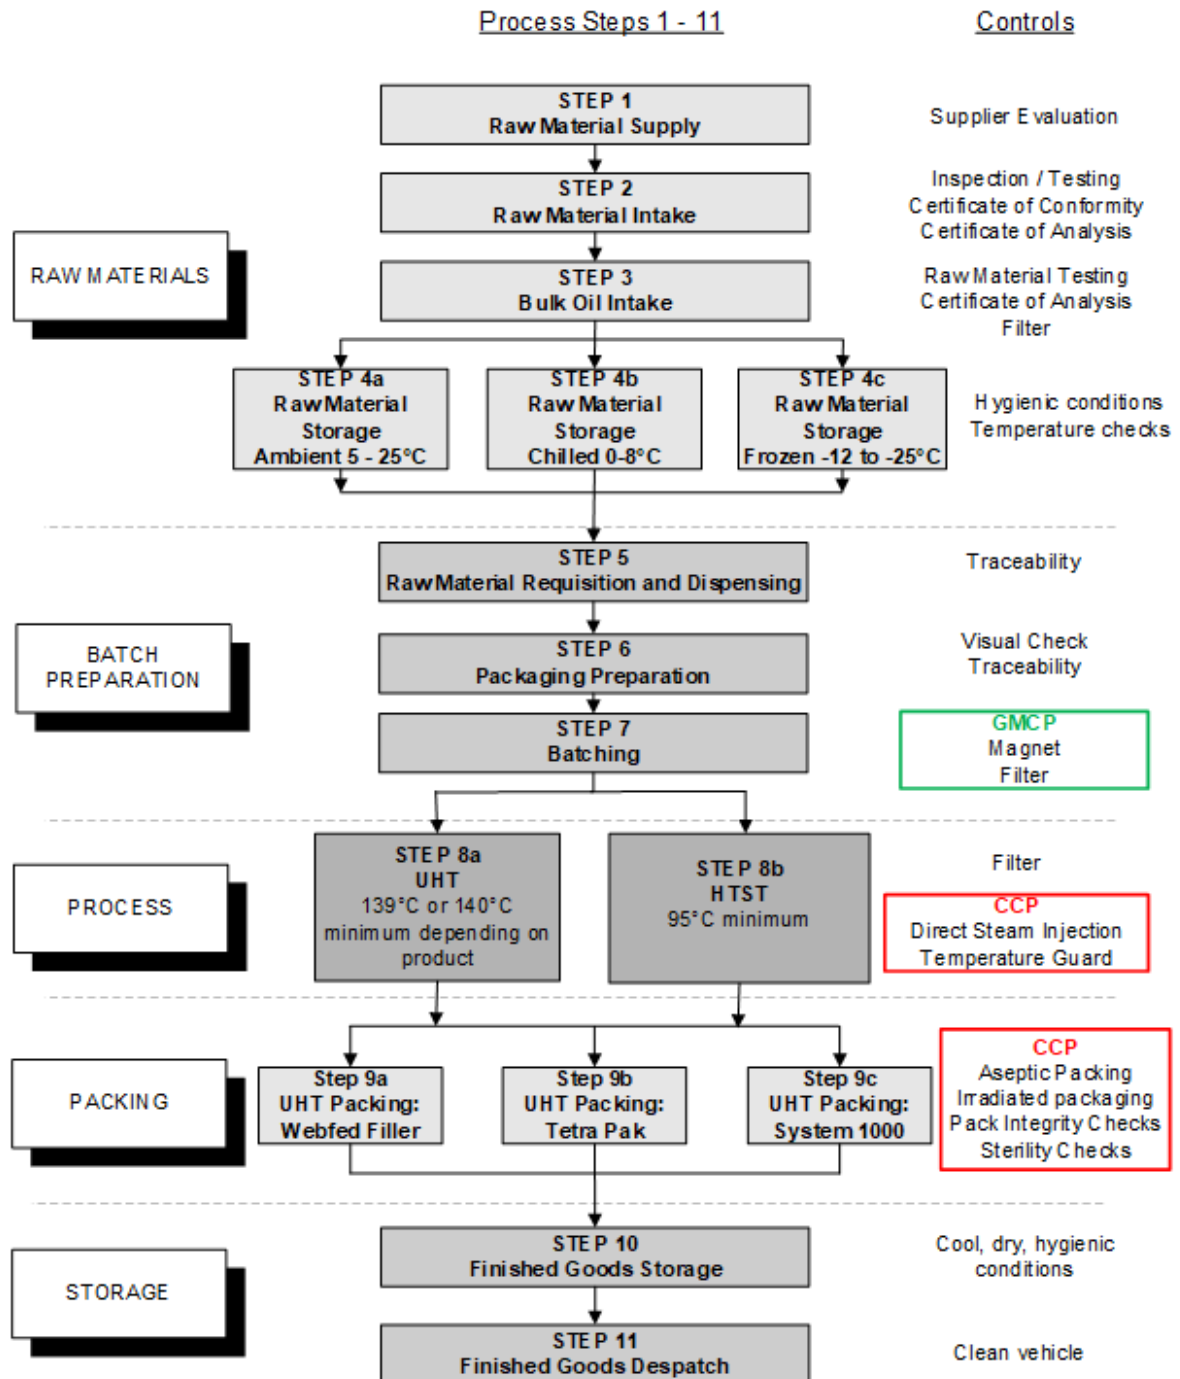 Process Steps 1 - 11
Controls
STEP 1
Raw Material Supply
Supplier Evaluation
STEP 2
Raw Material Intake
Inspection / Testing
Certificate of Conformity
Certificate of Analysis
RAW MATERIALS
STEP 3
Bulk Oil Intake
Raw Material Testing
Certificate of Analysis
Filter
STEP 4a
Raw Material
Storage
Ambient 5 - 25°C
STEP 4b
Raw Material
Storage
Chilled 0-8°C
STEP 4c
Raw Material
Storage
Frozen -12 to -25°C
Hygienic conditions
Temperature checks
STEP 5
Raw Material Requisition and Dispensing
Traceability
BATCH
PREPARATION
STEP 6
Packaging Preparation
Visual Check
Traceability
STEP 7
Batching
GMCP
Magnet
Filter
PROCESS
STEP 8a
UHT
139°C or 140°C
minimum depending on
product
STEP 8b
HTST
95°C minimum
Filter
CCP
Direct Steam Injection
Temperature Guard
PACKING
Step 9a
UHT Packing:
Webfed Filler
Step 9b
UHT Packing:
Tetra Pak
Step 9c
UHT Packing:
System 1000
CCP
Aseptic Packing
Irradiated packaging
Pack Integrity Checks
Sterility Checks
STORAGE
STEP 10
Finished Goods Storage
Cool, dry, hygienic
conditions
STEP 11
Finished Goods Despatch
Clean vehicle